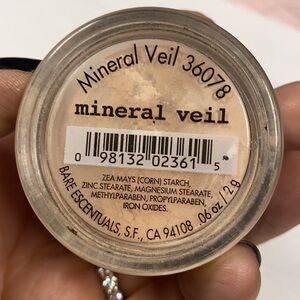 Mineral Veil 36078
mineral veil
0 98132 02361 5
ZEA MAYS (CORN) STARCH,
ZINC STEARATE, MAGNESIUM STEARATE,
METHYLPARABEN, PROPYLPARABEN,
IRON OXIDES.
BARE ESCENTUALS, S.F., CA 94108 .06 oz / 2 g